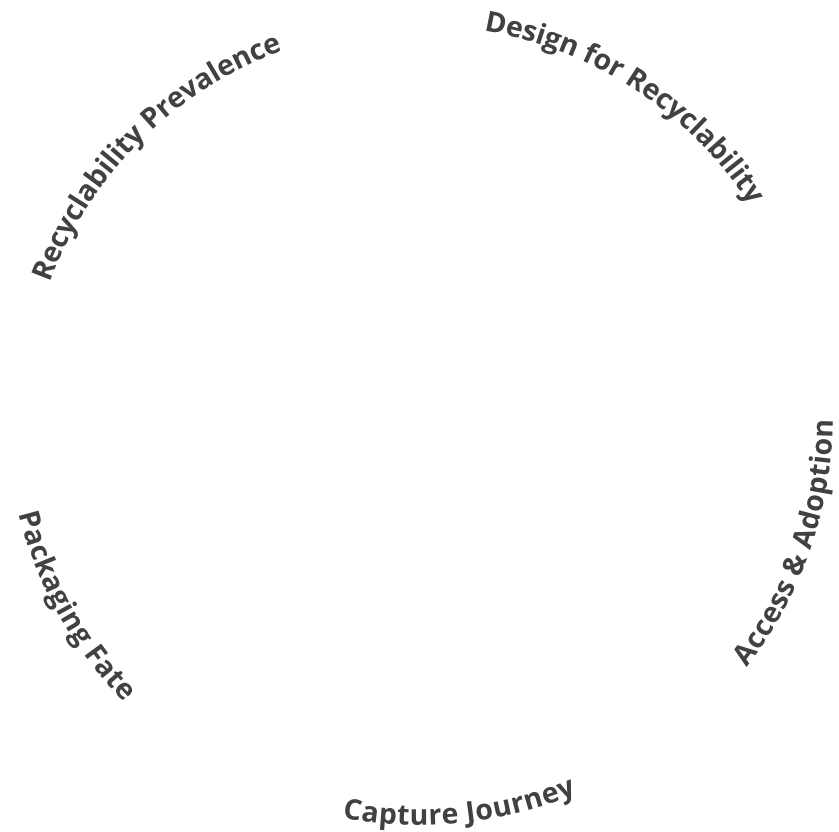 Design for Recyclability
Access & Adoption
Capture Journey
Packaging Fate
Recyclability Prevalence